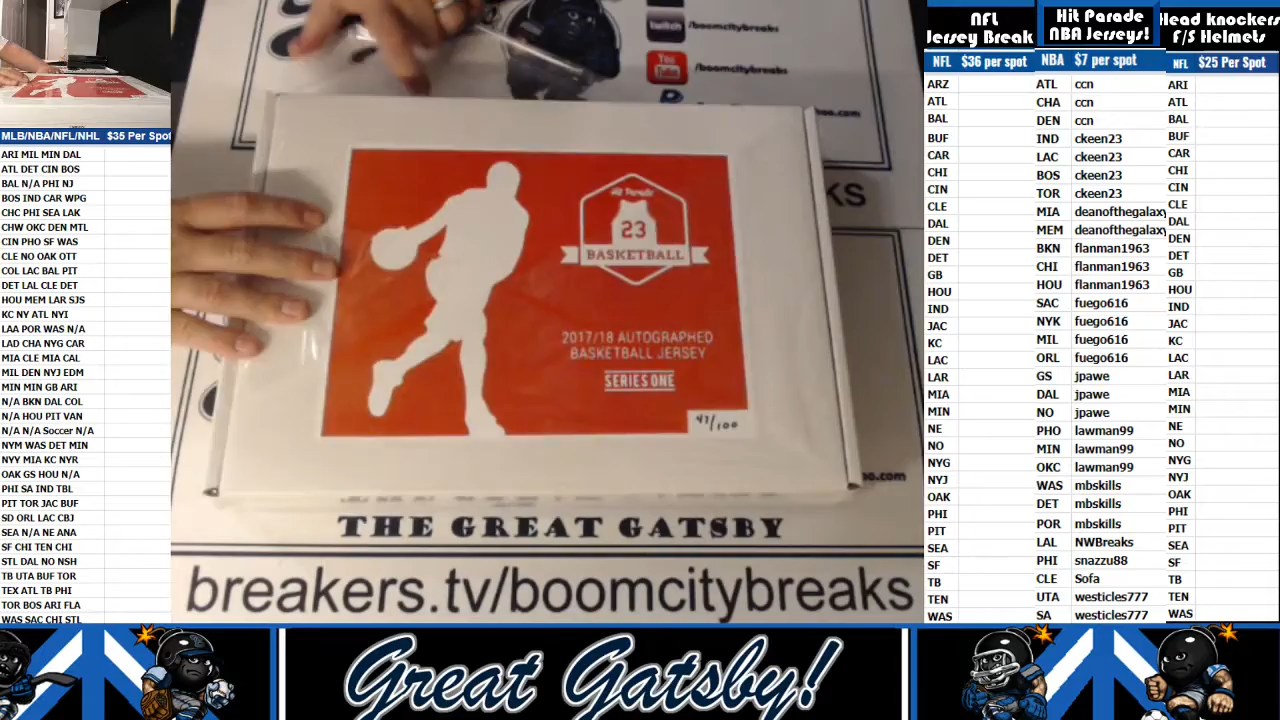 MLB/NBA/NFL/NHL $35 Per Spot
ARI MIL MIN DAL
ATL DET CIN BOS
BAL N/A PHI NJ
BOS IND CAR WPG
CHC PHI SEA LAK
CHW OKC DEN MTL
CIN PHO SF WAS
CLE NO OAK OTT
COL LAC BAL PIT
DET LAL CLE DET
HOU MEM LAR SJS
KC NY ATL NYI
LAA POR WAS N/A
LAD CHA NYG CAR
MIA CLE MIA CAL
MIL DEN NYJ EDM
MIN MIN GB ARI
N/A BKN DAL COL
N/A HOU PIT VAN
N/A N/A Soccer N/A
NYM WAS DET MIN
NYY MIA KC NYR
OAK GS HOU N/A
PHI SA IND TBL
PIT TOR JAC BUF
SD ORL LAC CBJ
SEA N/A NE ANA
SF CHI TEN CHI
STL DAL NO NSH
TB UTA BUF TOR
TEX ATL TB PHI
TOR BOS ARI FLA
WAS SAC CHI STL
twitch /boomcitybreaks
You /boomcitybreaks
Hit Parade
23
BASKETBALL
2017/18 AUTOGRAPHED
BASKETBALL JERSEY
SERIES ONE
47/100
THE GREAT GATSBY
breakers.tv/boomcitybreaks
Great Gatsby!
NFL
Jersey Break
NFL $36 per spot
ARZ
ATL
BAL
BUF
CAR
CHI
CIN
CLE
DAL
DEN
DET
GB
HOU
IND
JAC
KC
LAC
LAR
MIA
MIN
NE
NO
NYG
NYJ
OAK
PHI
PIT
SEA
SF
TB
TEN
WAS
Hit Parade
NBA Jerseys!
NBA $7 per spot
ATL ccn
CHA ccn
DEN ccn
IND ckeen23
LAC ckeen23
BOS ckeen23
TOR ckeen23
MIA deanofthegalaxy
MEM deanofthegalaxy
BKN flanman1963
CHI flanman1963
HOU flanman1963
SAC fuego616
NYK fuego616
MIL fuego616
ORL fuego616
GS jpawe
DAL jpawe
NO jpawe
PHO lawman99
MIN lawman99
OKC lawman99
WAS mbskills
DET mbskills
POR mbskills
LAL NWBreaks
PHI snazzu88
CLE Sofa
UTA westicles777
SA westicles777
Head knockers
F/S Helmets
NFL $25 Per Spot
ARI
ATL
BAL
BUF
CAR
CHI
CIN
CLE
DAL
DEN
DET
GB
HOU
IND
JAC
KC
LAC
LAR
MIA
MIN
NE
NO
NYG
NYJ
OAK
PHI
PIT
SEA
SF
TB
TEN
WAS